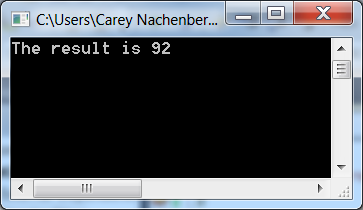 C:\Users\Carey Nachenber...
The result is 92